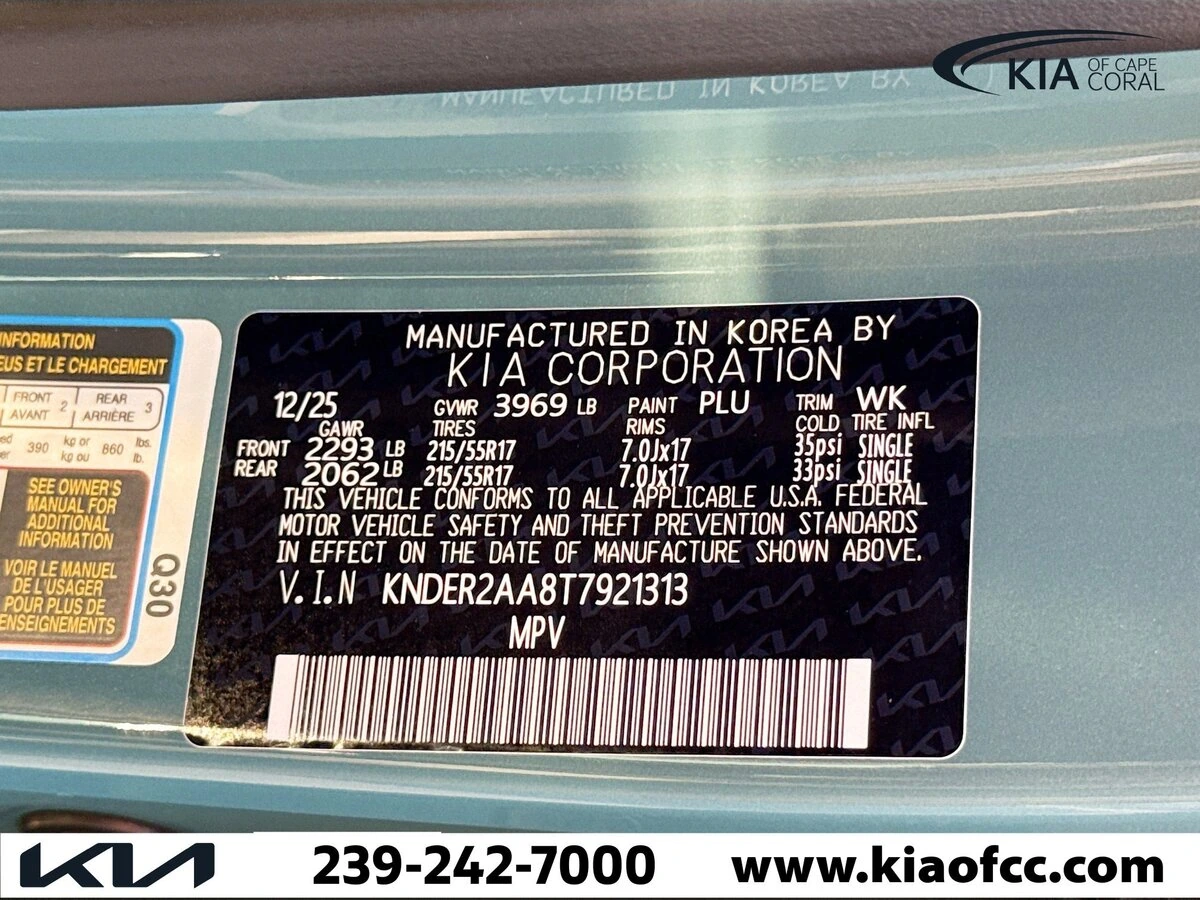 KIA OF CAPE CORAL
MANUFACTURED IN KOREA BY
MANUFACTURED IN KOREA BY
KIA CORPORATION
12/25 GVWR 3969 LB PAINT PLU TRIM WK
GAWR TIRES RIMS COLD TIRE INFL
FRONT 2293 LB 215/55R17 7.0Jx17 35psi SINGLE
REAR 2062 LB 215/55R17 7.0Jx17 33psi SINGLE
THIS VEHICLE CONFORMS TO ALL APPLICABLE U.S.A. FEDERAL
MOTOR VEHICLE SAFETY AND THEFT PREVENTION STANDARDS
IN EFFECT ON THE DATE OF MANUFACTURE SHOWN ABOVE.
V.I.N KNDER2AA8T7921313
MPV
INFORMATION
ET LE CHARGEMENT
FRONT 2 REAR 3
AVANT ARRIÈRE
390 kg or 860 lbs.
kg ou lb.
SEE OWNER'S
MANUAL FOR
ADDITIONAL
INFORMATION
VOIR LE MANUEL
DE L'USAGER
POUR PLUS DE
Q30
KIA
239-242-7000
www.kiaofcc.com